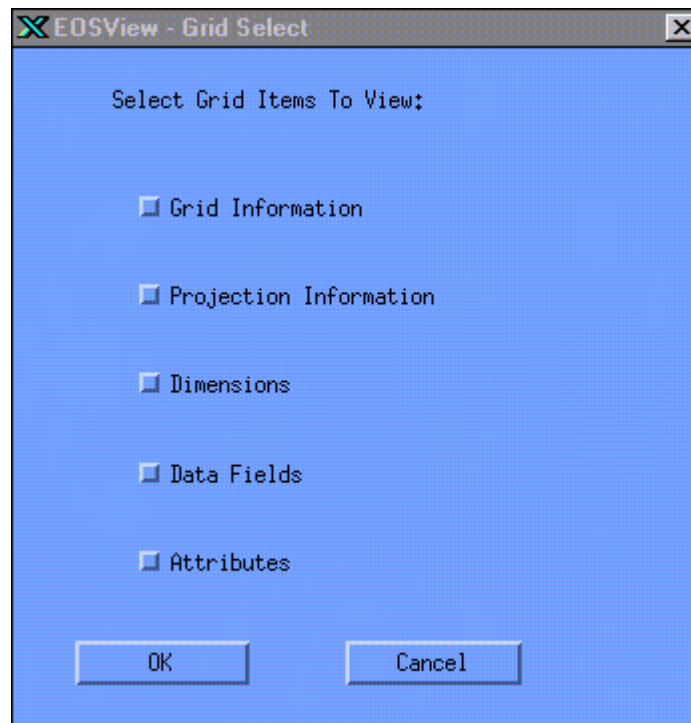 EOSView - Grid Select
Select Grid Items To View:
Grid Information
Projection Information
Dimensions
Data Fields
Attributes
OK Cancel